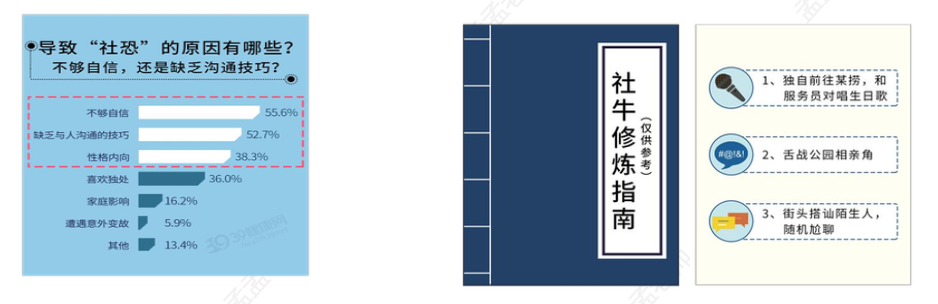 导致“社恐”的原因有哪些？
不够自信，还是缺乏沟通技巧？
不够自信 55.6%
缺乏与人沟通的技巧 52.7%
性格内向 38.3%
喜欢独处 36.0%
家庭影响 16.2%
遭遇意外变故 5.9%
其他 13.4%
社牛修炼指南
（仅供参考）
1、独自前往某捞，和
服务员对唱生日歌
#@!&!
2、舌战公园相亲角
3、街头搭讪陌生人，
随机尬聊